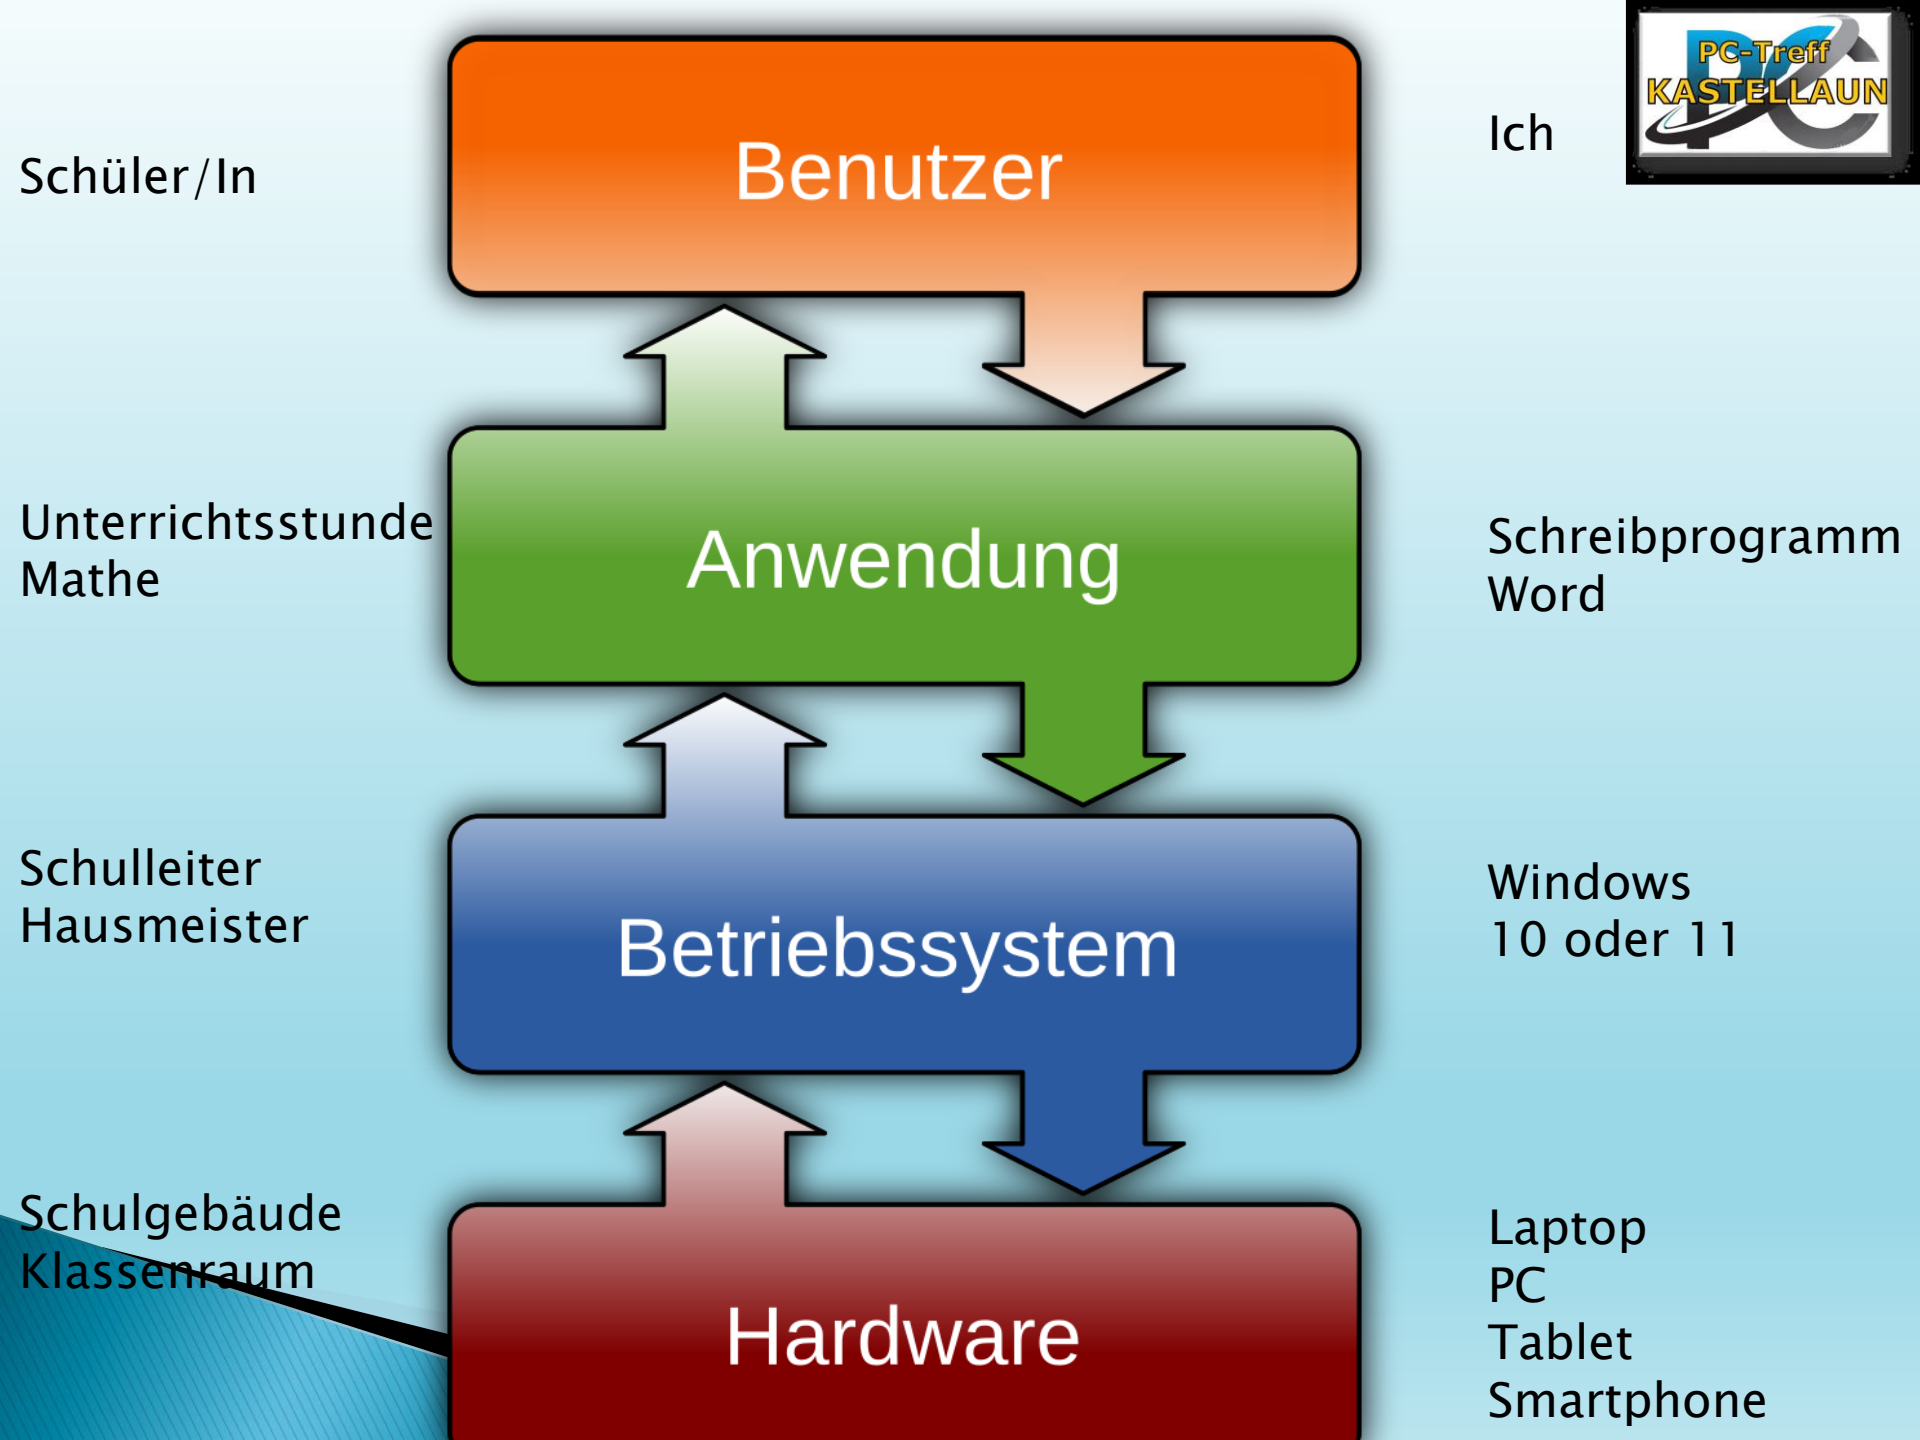 PC-Treff
KASTELLAUN
Schüler/In
Benutzer
Ich
Unterrichtsstunde
Mathe
Anwendung
Schreibprogramm
Word
Schulleiter
Hausmeister
Betriebssystem
Windows
10 oder 11
Schulgebäude
Klassenraum
Hardware
Laptop
PC
Tablet
Smartphone